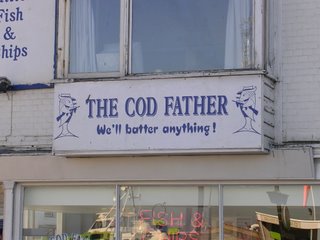 Fish
&
hips
THE COD FATHER
We'll batter anything!
FISH &